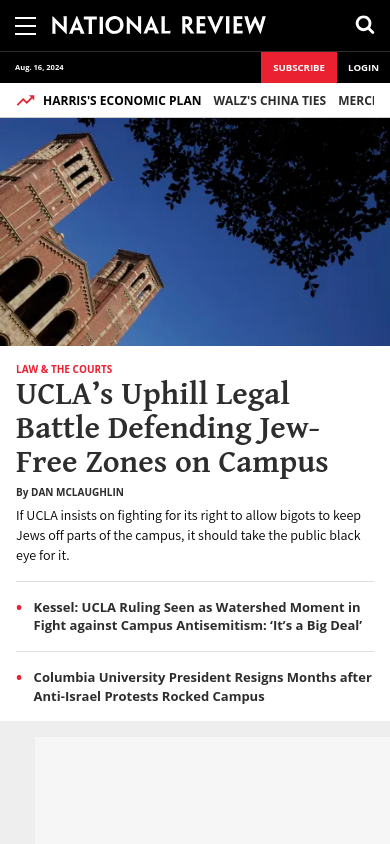 NATIONAL REVIEW
Aug. 16, 2024
SUBSCRIBE
LOGIN
HARRIS'S ECONOMIC PLAN WALZ'S CHINA TIES MERCI
LAW & THE COURTS
UCLA’s Uphill Legal
Battle Defending Jew-
Free Zones on Campus
By DAN MCLAUGHLIN
If UCLA insists on fighting for its right to allow bigots to keep
Jews off parts of the campus, it should take the public black
eye for it.
Kessel: UCLA Ruling Seen as Watershed Moment in
Fight against Campus Antisemitism: ‘It’s a Big Deal’
Columbia University President Resigns Months after
Anti-Israel Protests Rocked Campus